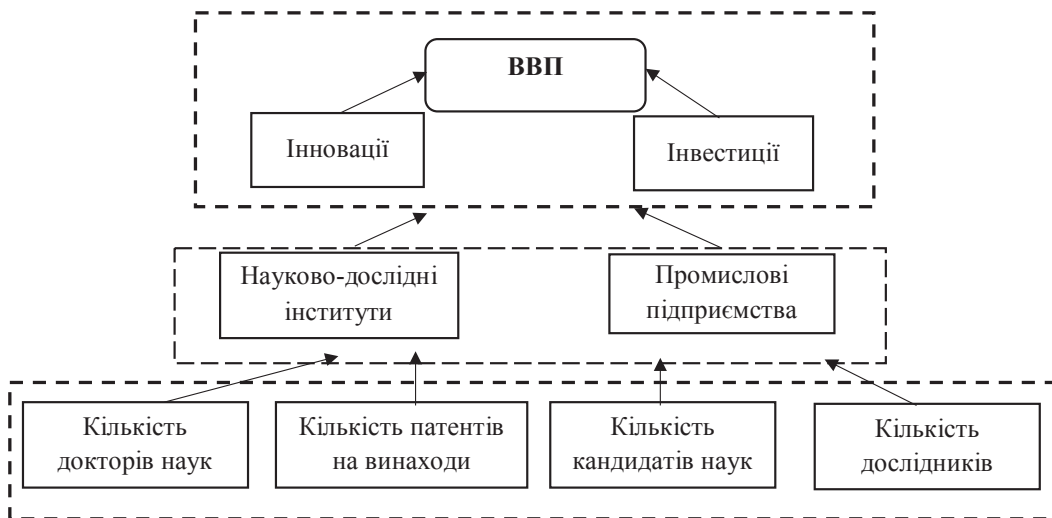 ВВП
Інновації
Інвестиції
Науково-дослідні
інститути
Промислові
підприємства
Кількість
докторів наук
Кількість патентів
на винаходи
Кількість
кандидатів наук
Кількість
дослідників